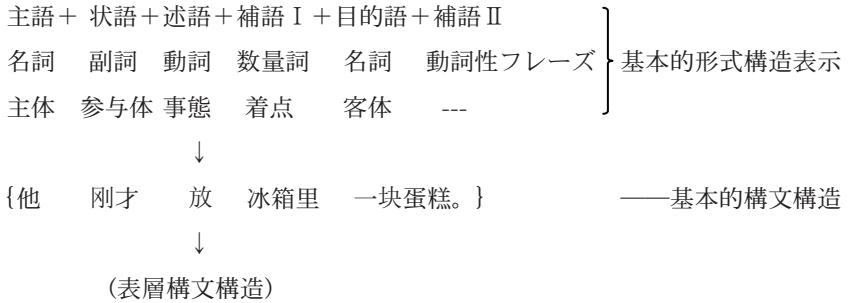 主語＋ 状語＋述語＋補語Ⅰ＋目的語＋補語Ⅱ
名詞 副詞 動詞 数量詞 名詞 動詞性フレーズ 基本的形式構造表示
主体 参与体 事態 着点 客体 ---
↓
{他 刚才 放 冰箱里 一块蛋糕。} ——基本的構文構造
↓
(表層構文構造)